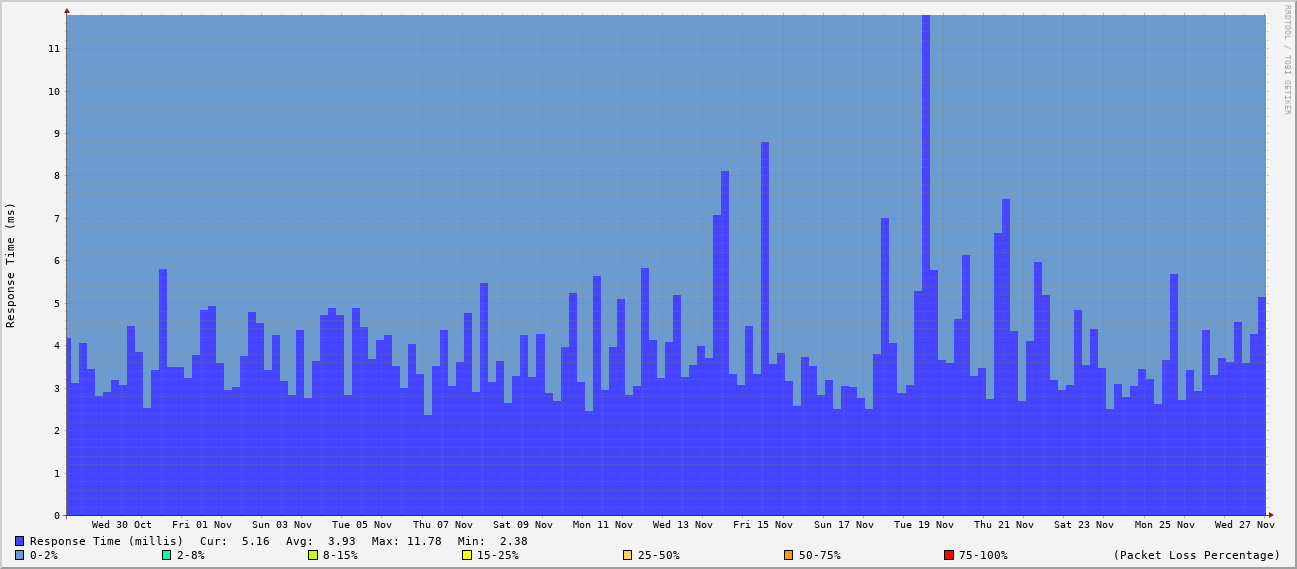 RRDTOOL / TOBI OETIKER
Response Time (ms)
11
10
9
8
7
6
5
4
3
2
1
0
Wed 30 Oct Fri 01 Nov Sun 03 Nov Tue 05 Nov Thu 07 Nov Sat 09 Nov Mon 11 Nov Wed 13 Nov Fri 15 Nov Sun 17 Nov Tue 19 Nov Thu 21 Nov Sat 23 Nov Mon 25 Nov Wed 27 Nov
Response Time (millis) Cur: 5.16 Avg: 3.93 Max: 11.78 Min: 2.38
0-2% 2-8% 8-15% 15-25% 25-50% 50-75% 75-100% (Packet Loss Percentage)